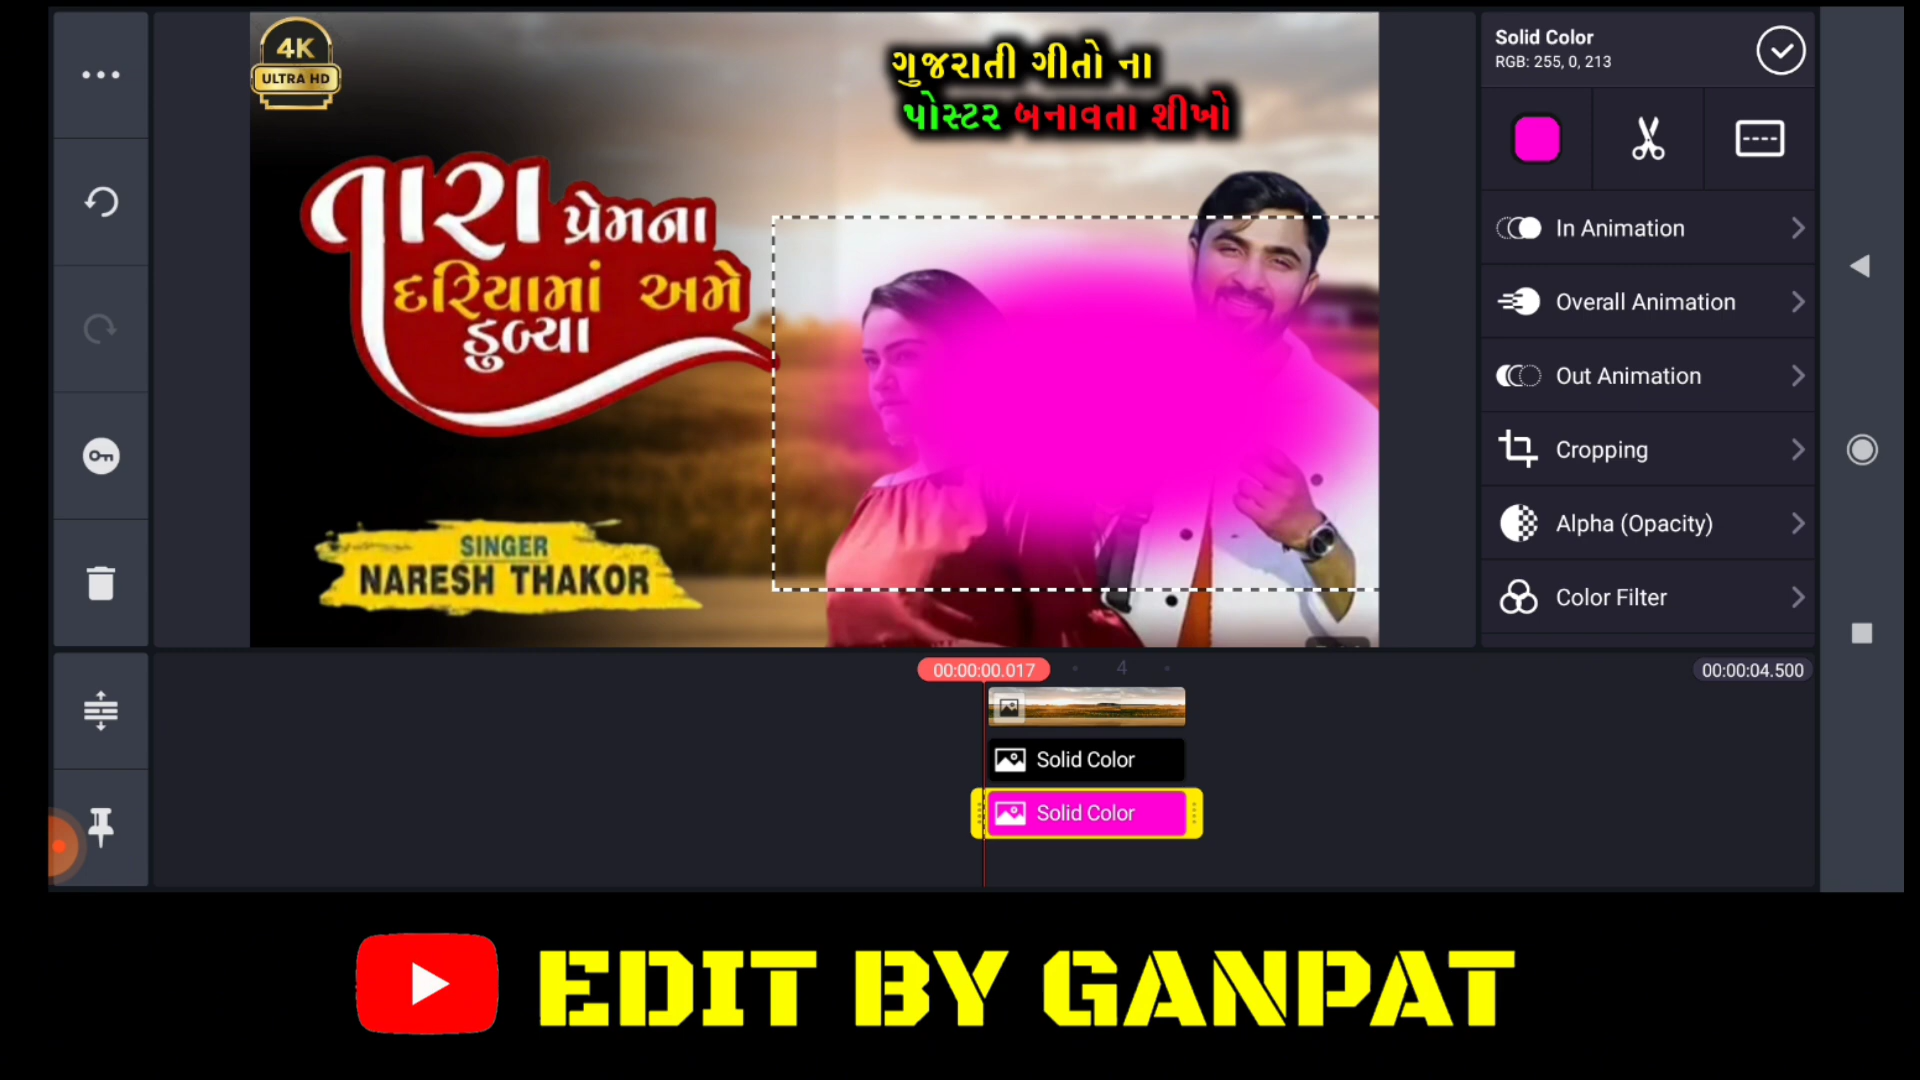 4K
ULTRA HD
ગુજરાતી ગીતો ના
પોસ્ટર બનાવતા શીખો
તારા પ્રેમના
દરિયામાં અમે
ડુબ્યા
SINGER
NARESH THAKOR
Solid Color
RGB: 255, 0, 213
In Animation
Overall Animation
Out Animation
Cropping
Alpha (Opacity)
Color Filter
00:00:00.017
4
00:00:04.500
Solid Color
Solid Color
EDIT BY GANPAT